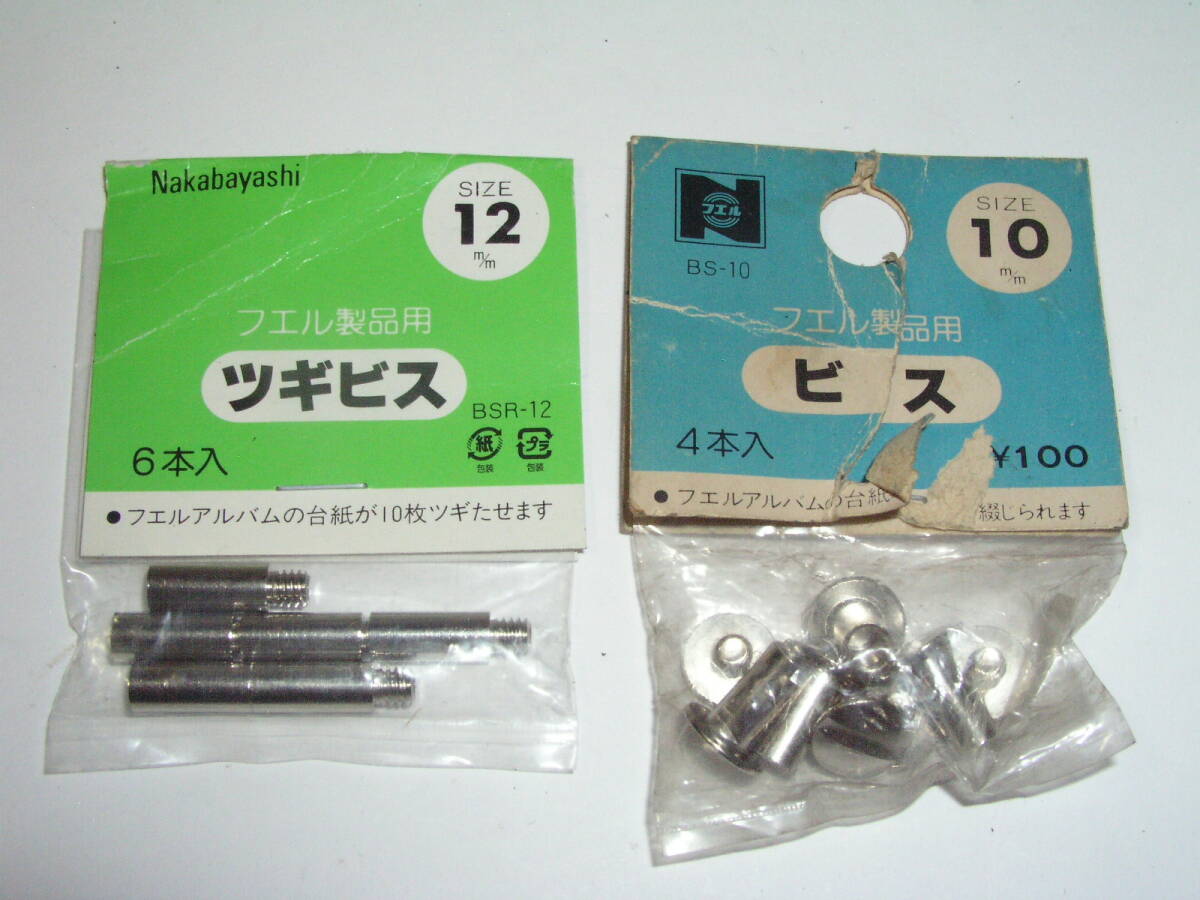 Nakabayashi
SIZE
12
m/m
フエル製品用
ツギビス
BSR-12
6本入
紙
包装
プラ
包装
●フエルアルバムの台紙が10枚ツギたせます
フエル
BS-10
SIZE
10
m/m
フエル製品用
ビス
4本入
¥100
●フエルアルバムの台紙
綴じられます